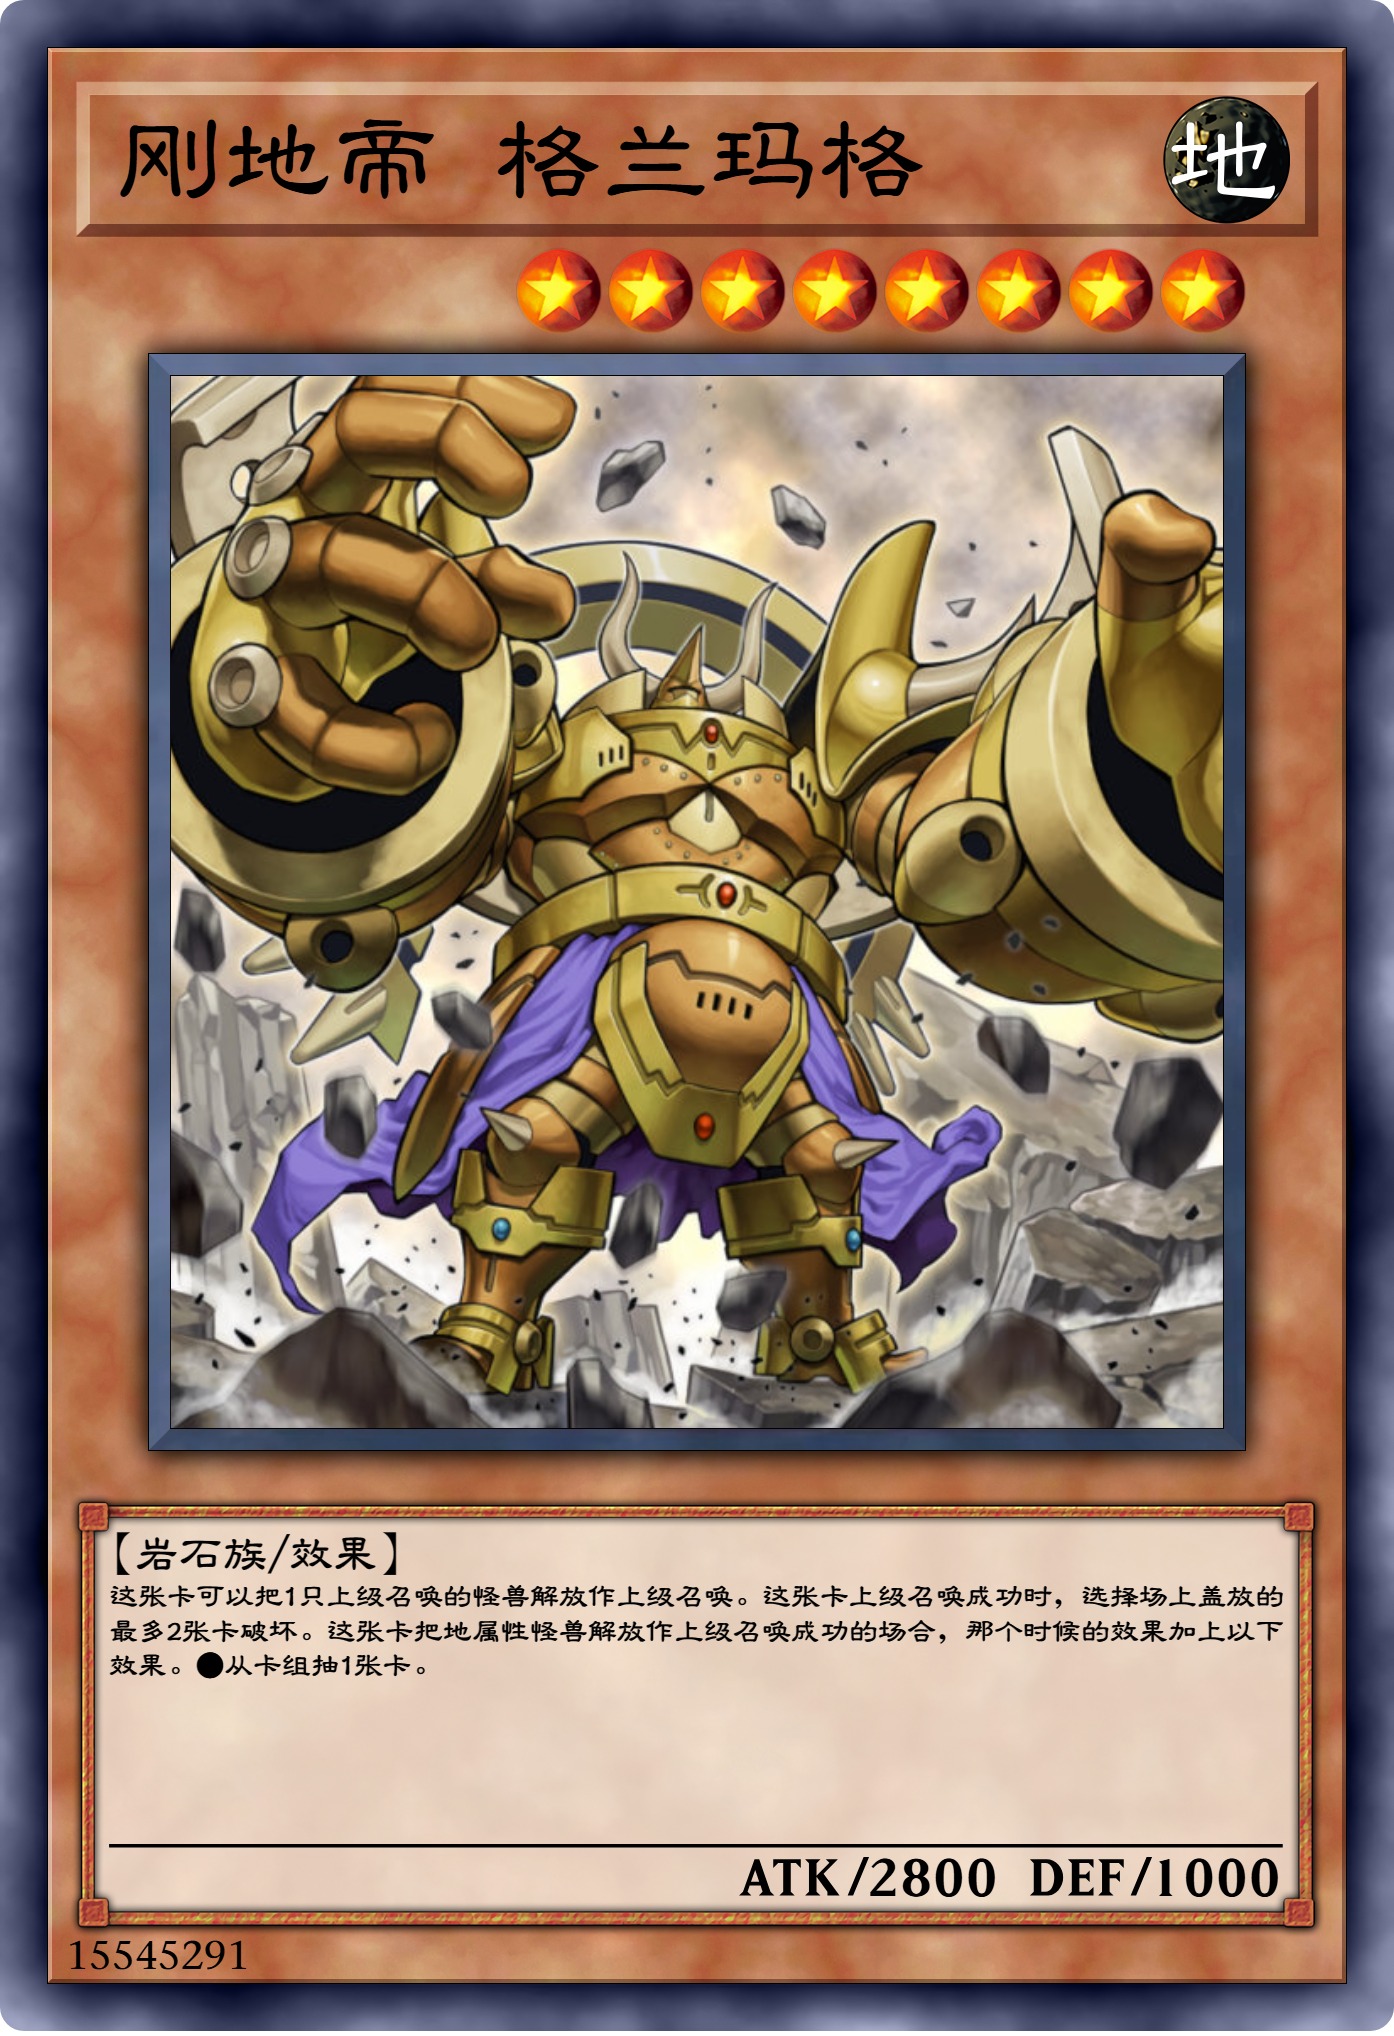 刚地帝 格兰玛格
地
【岩石族/效果】
这张卡可以把1只上级召唤的怪兽解放作上级召唤。这张卡上级召唤成功时，选择场上盖放的
最多2张卡破坏。这张卡把地属性怪兽解放作上级召唤成功的场合，那个时候的效果加上以下
效果。●从卡组抽1张卡。
ATK/2800 DEF/1000
15545291